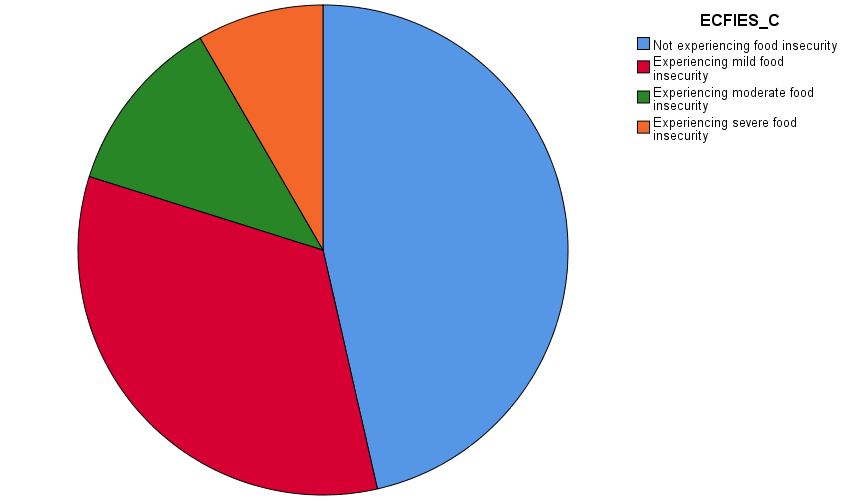 ECFIES_C
Not experiencing food insecurity
Experiencing mild food
insecurity
Experiencing moderate food
insecurity
Experiencing severe food
insecurity